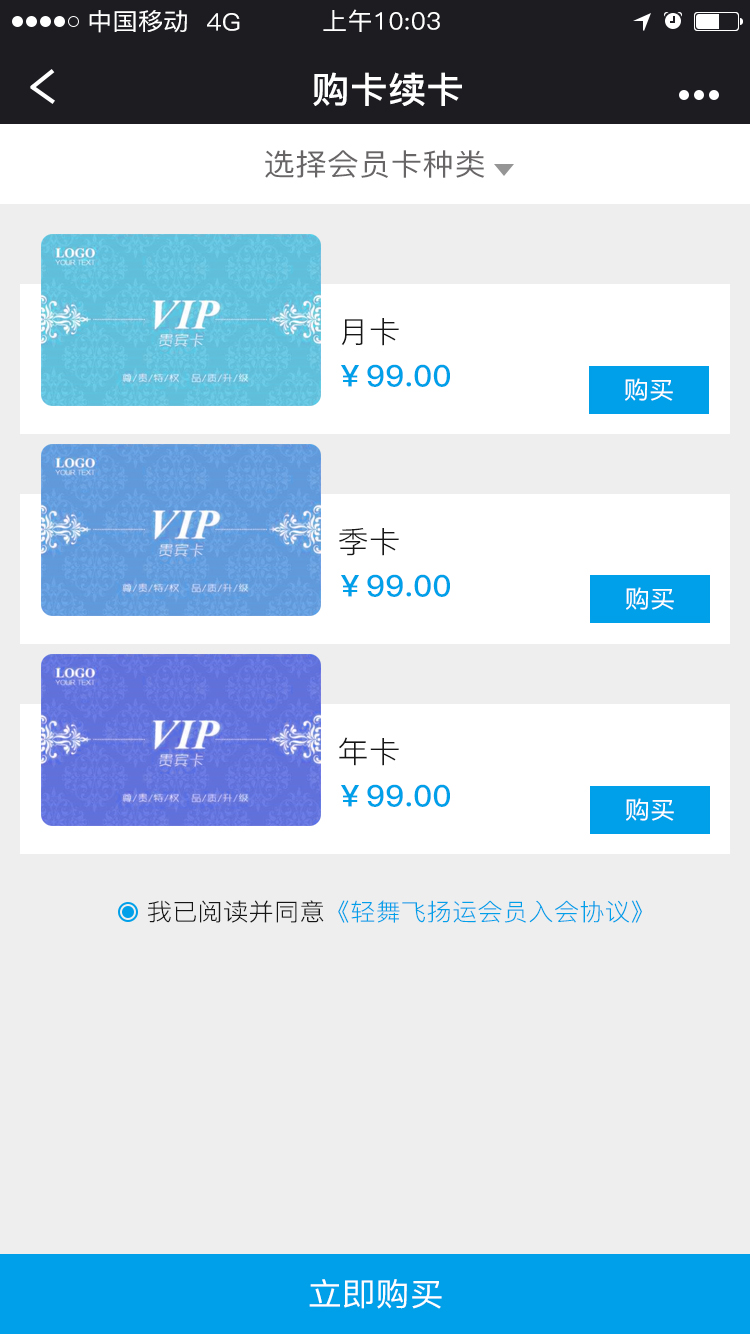 中国移动 4G 上午10:03
购卡续卡
选择会员卡种类
LOGO
YOUR TEXT
VIP
贵宾卡
尊/贵/特/权 品/质/升/级
月卡
¥ 99.00
购买
LOGO
YOUR TEXT
VIP
贵宾卡
尊/贵/特/权 品/质/升/级
季卡
¥ 99.00
购买
LOGO
YOUR TEXT
VIP
贵宾卡
尊/贵/特/权 品/质/升/级
年卡
¥ 99.00
购买
我已阅读并同意《轻舞飞扬运会员入会协议》
立即购买